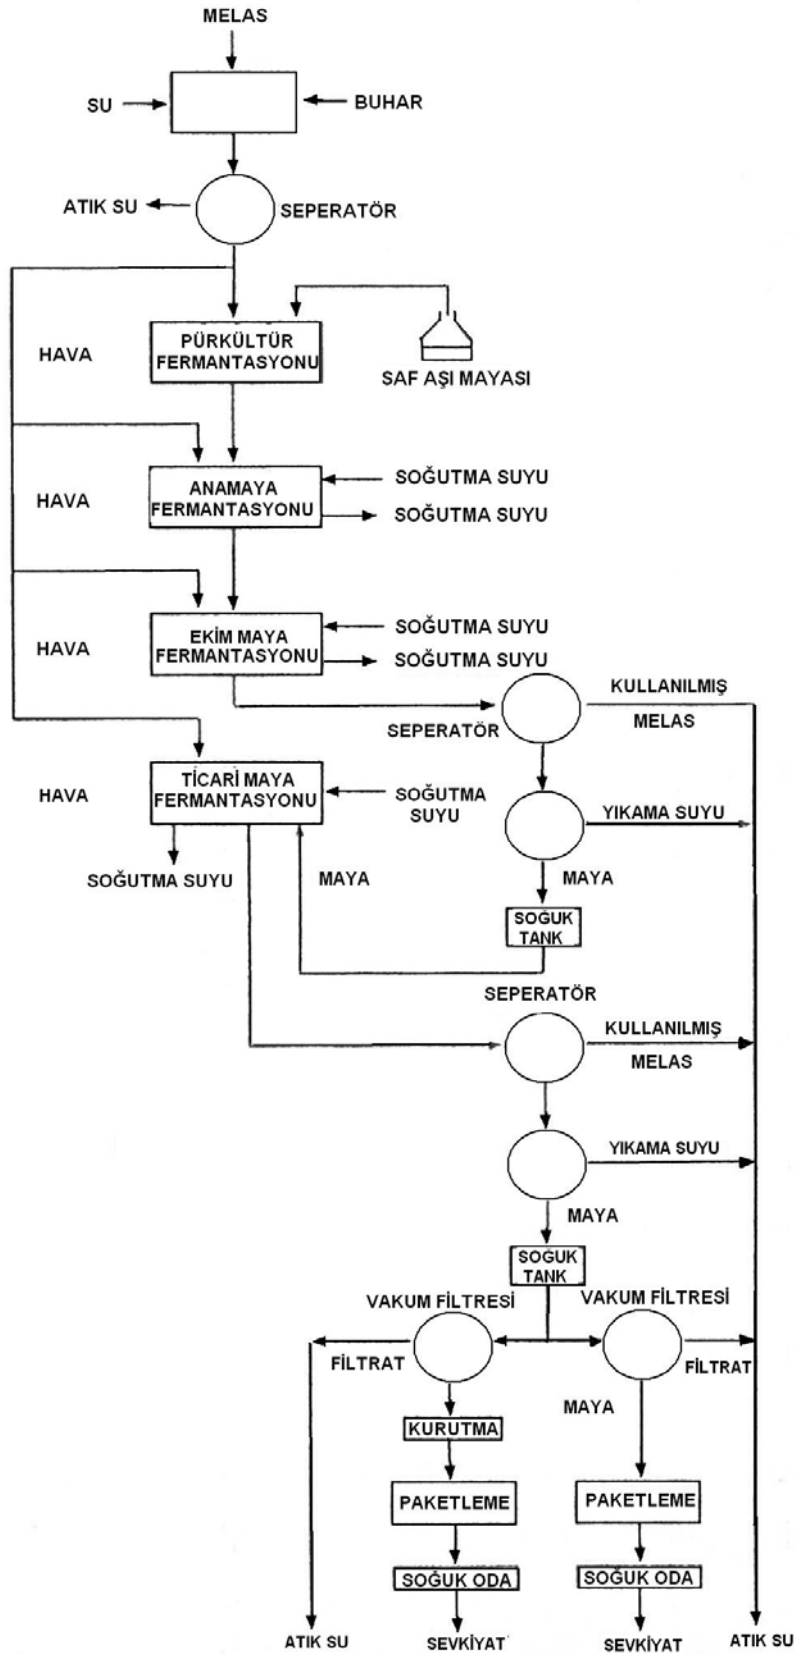 MELAS
SU
BUHAR
ATIK SU
SEPERATÖR
HAVA
PÜRKÜLTÜR
FERMANTASYONU
SAF AŞI MAYASI
HAVA
ANAMAYA
FERMANTASYONU
SOĞUTMA SUYU
SOĞUTMA SUYU
HAVA
EKİM MAYA
FERMANTASYONU
SOĞUTMA SUYU
SOĞUTMA SUYU
SEPERATÖR
KULLANILMIŞ
MELAS
HAVA
TİCARİ MAYA
FERMANTASYONU
SOĞUTMA
SUYU
YIKAMA SUYU
SOĞUTMA SUYU
MAYA
MAYA
SOĞUK
TANK
SEPERATÖR
KULLANILMIŞ
MELAS
YIKAMA SUYU
MAYA
SOĞUK
TANK
VAKUM FİLTRESİ
VAKUM FİLTRESİ
FİLTRAT
FİLTRAT
MAYA
KURUTMA
PAKETLEME
PAKETLEME
SOĞUK ODA
SOĞUK ODA
ATIK SU
SEVKİYAT
SEVKİYAT
ATIK SU